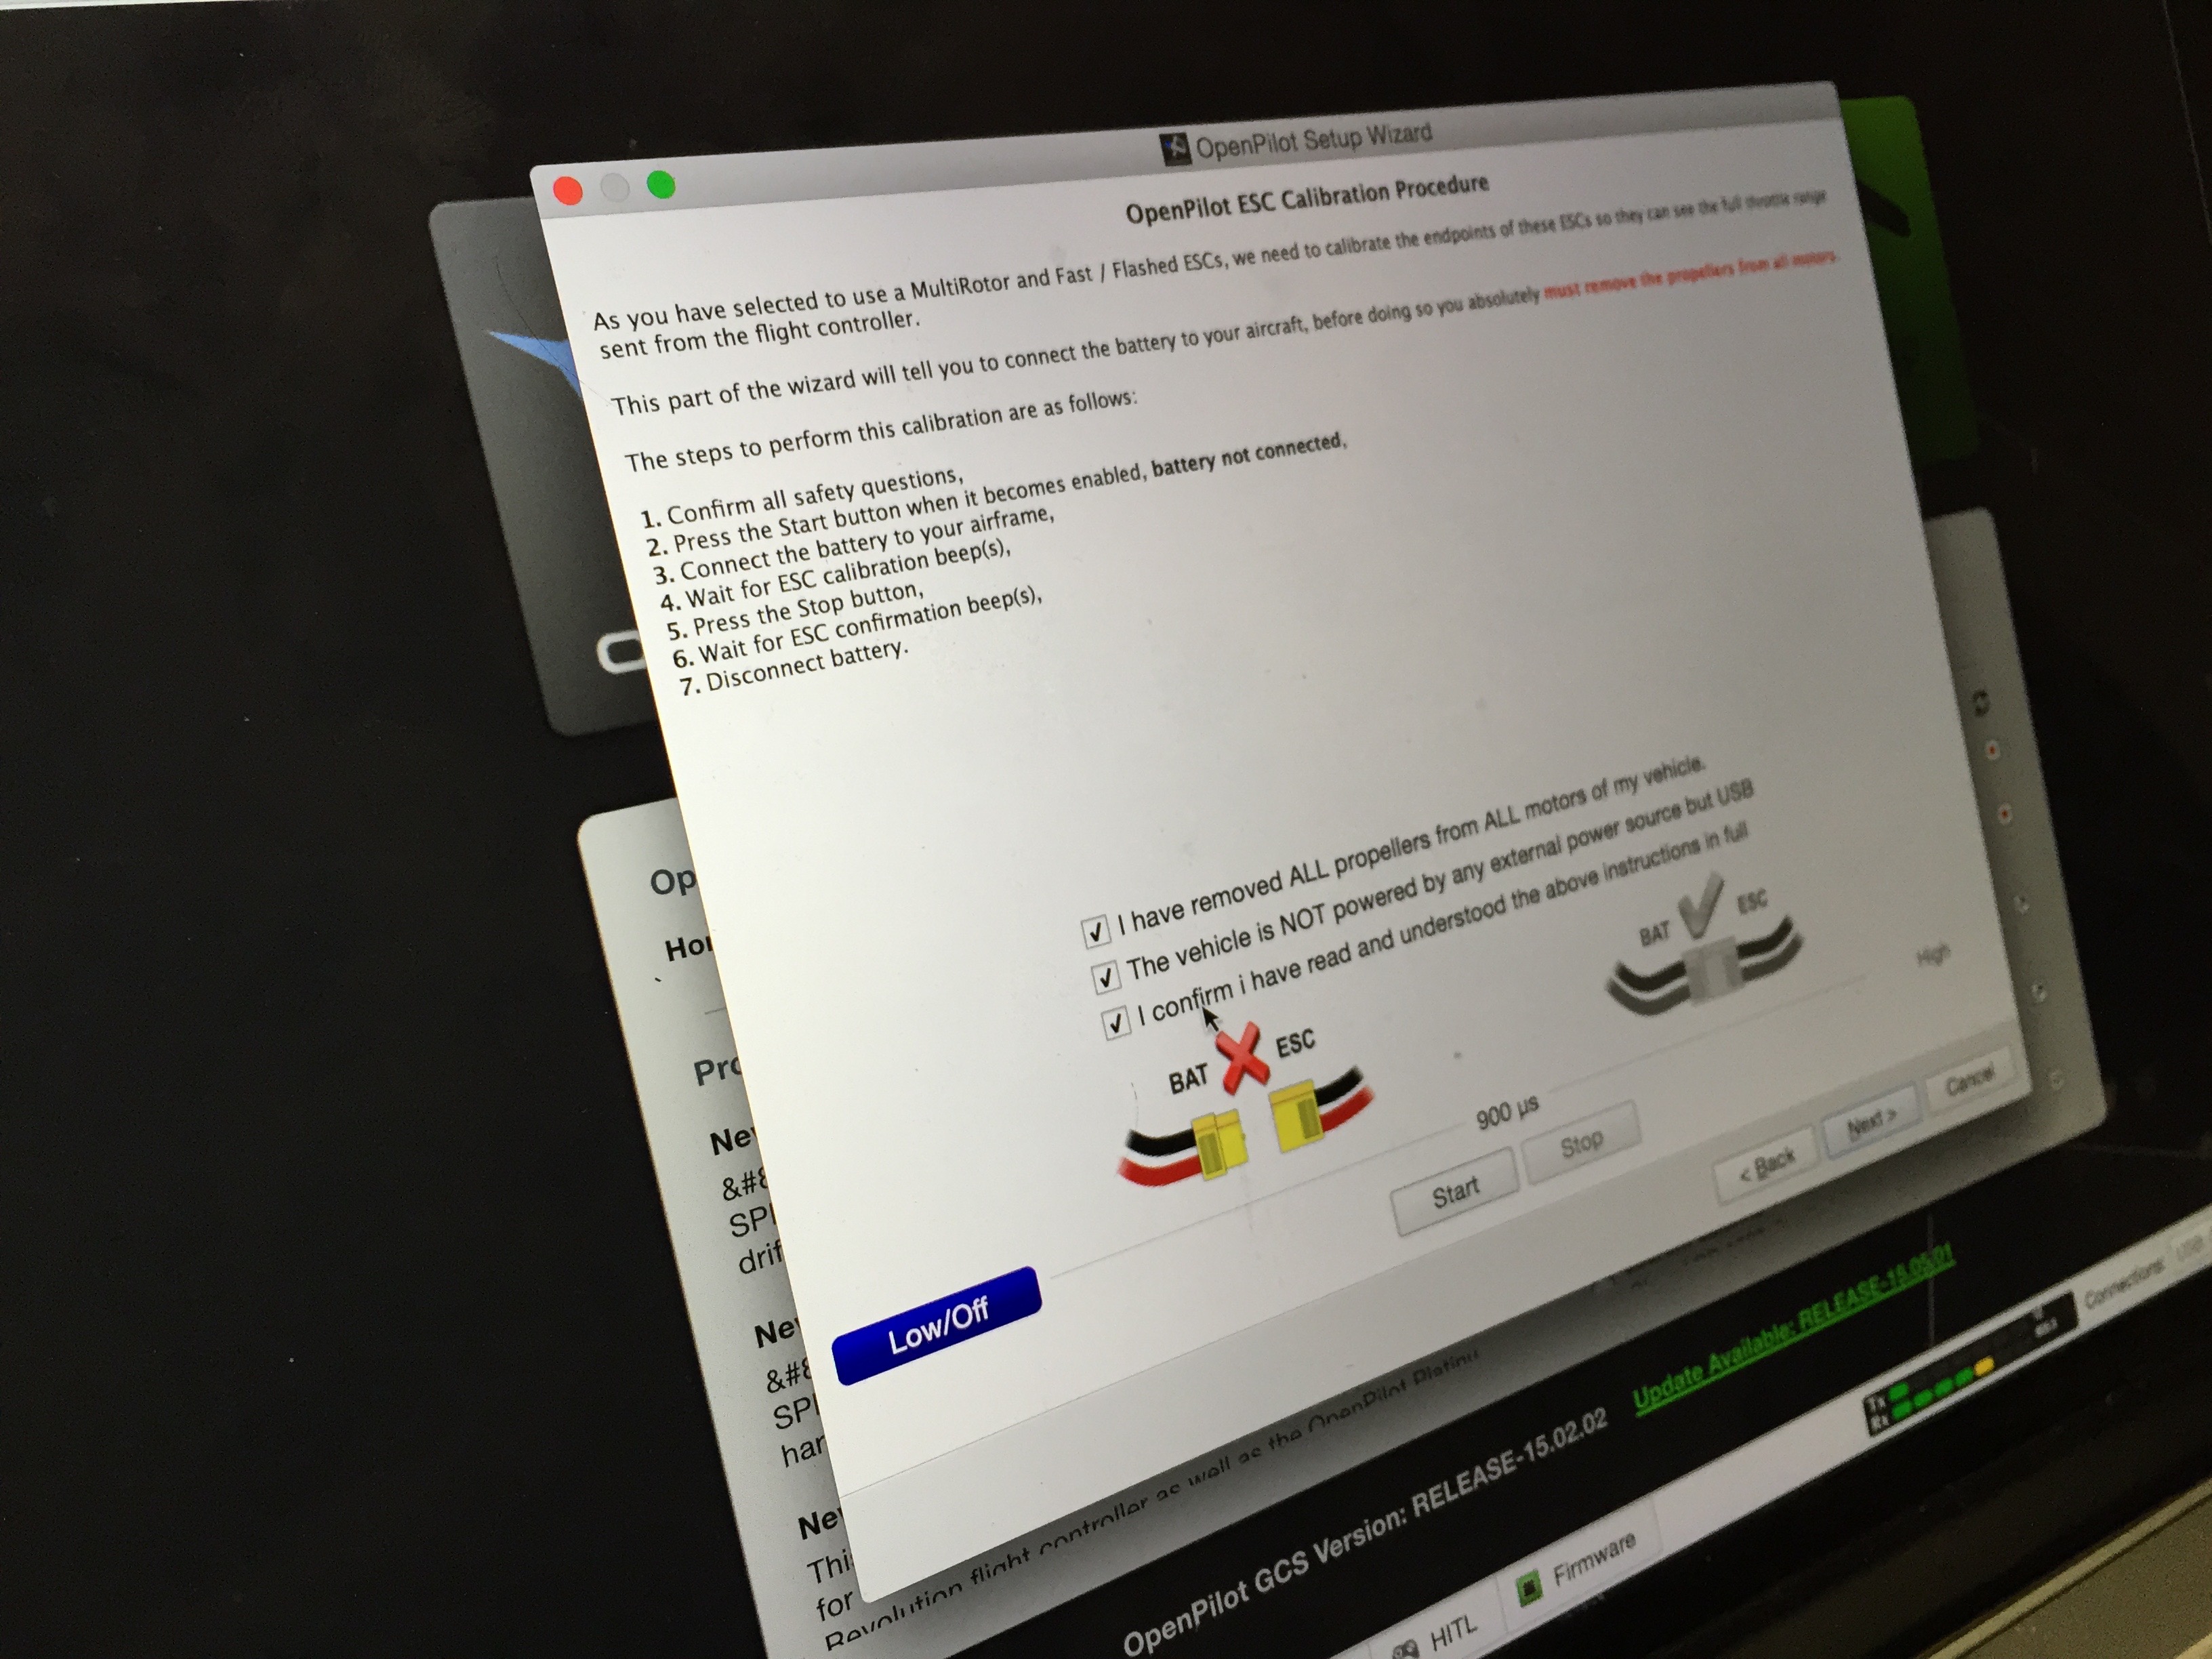 OpenPilot Setup Wizard
OpenPilot ESC Calibration Procedure
As you have selected to use a MultiRotor and Fast / Flashed ESCs, we need to calibrate the endpoints of these ESCs so they can see the full throttle range
sent from the flight controller.
This part of the wizard will tell you to connect the battery to your aircraft, before doing so you absolutely must remove the propellers from all motors.
The steps to perform this calibration are as follows:
1. Confirm all safety questions,
2. Press the Start button when it becomes enabled, battery not connected,
3. Connect the battery to your airframe,
4. Wait for ESC calibration beep(s),
5. Press the Stop button,
6. Wait for ESC confirmation beep(s),
7. Disconnect battery.
✓ I have removed ALL propellers from ALL motors of my vehicle.
✓ The vehicle is NOT powered by any external power source but USB
✓ I confirm i have read and understood the above instructions in full
BAT ESC
BAT ESC
High
900 µs
Low/Off
Start
Stop
< Back
Next >
Cancel
Op
Hor
Pro
Ne
&#8
SPI
drif
Ne
&#8
SPI
har
Ne
Thi
for
Revolution flight controller as well as the OpenPilot Platinu
OpenPilot GCS Version: RELEASE-15.02.02
Update Available: RELEASE-15.05.01
HITL
Firmware
Tx
Rx
Connections: